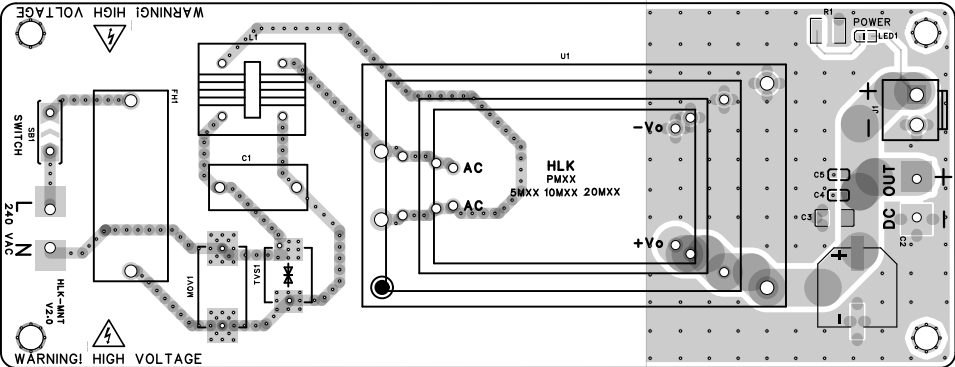 WARNING! HIGH VOLTAGE
R1
POWER
LED1
L1
U1
FH1
SWITCH
SB1
J1
+
-
-Vo
AC
HLK
PMXX
5MXX 10MXX 20MXX
AC
C1
C5
C4
C3
DC OUT
+
-
C2
L
240 VAC
N
+Vo
MOV1
TVS1
+
-
HLK-MNT
V2.0
WARNING! HIGH VOLTAGE